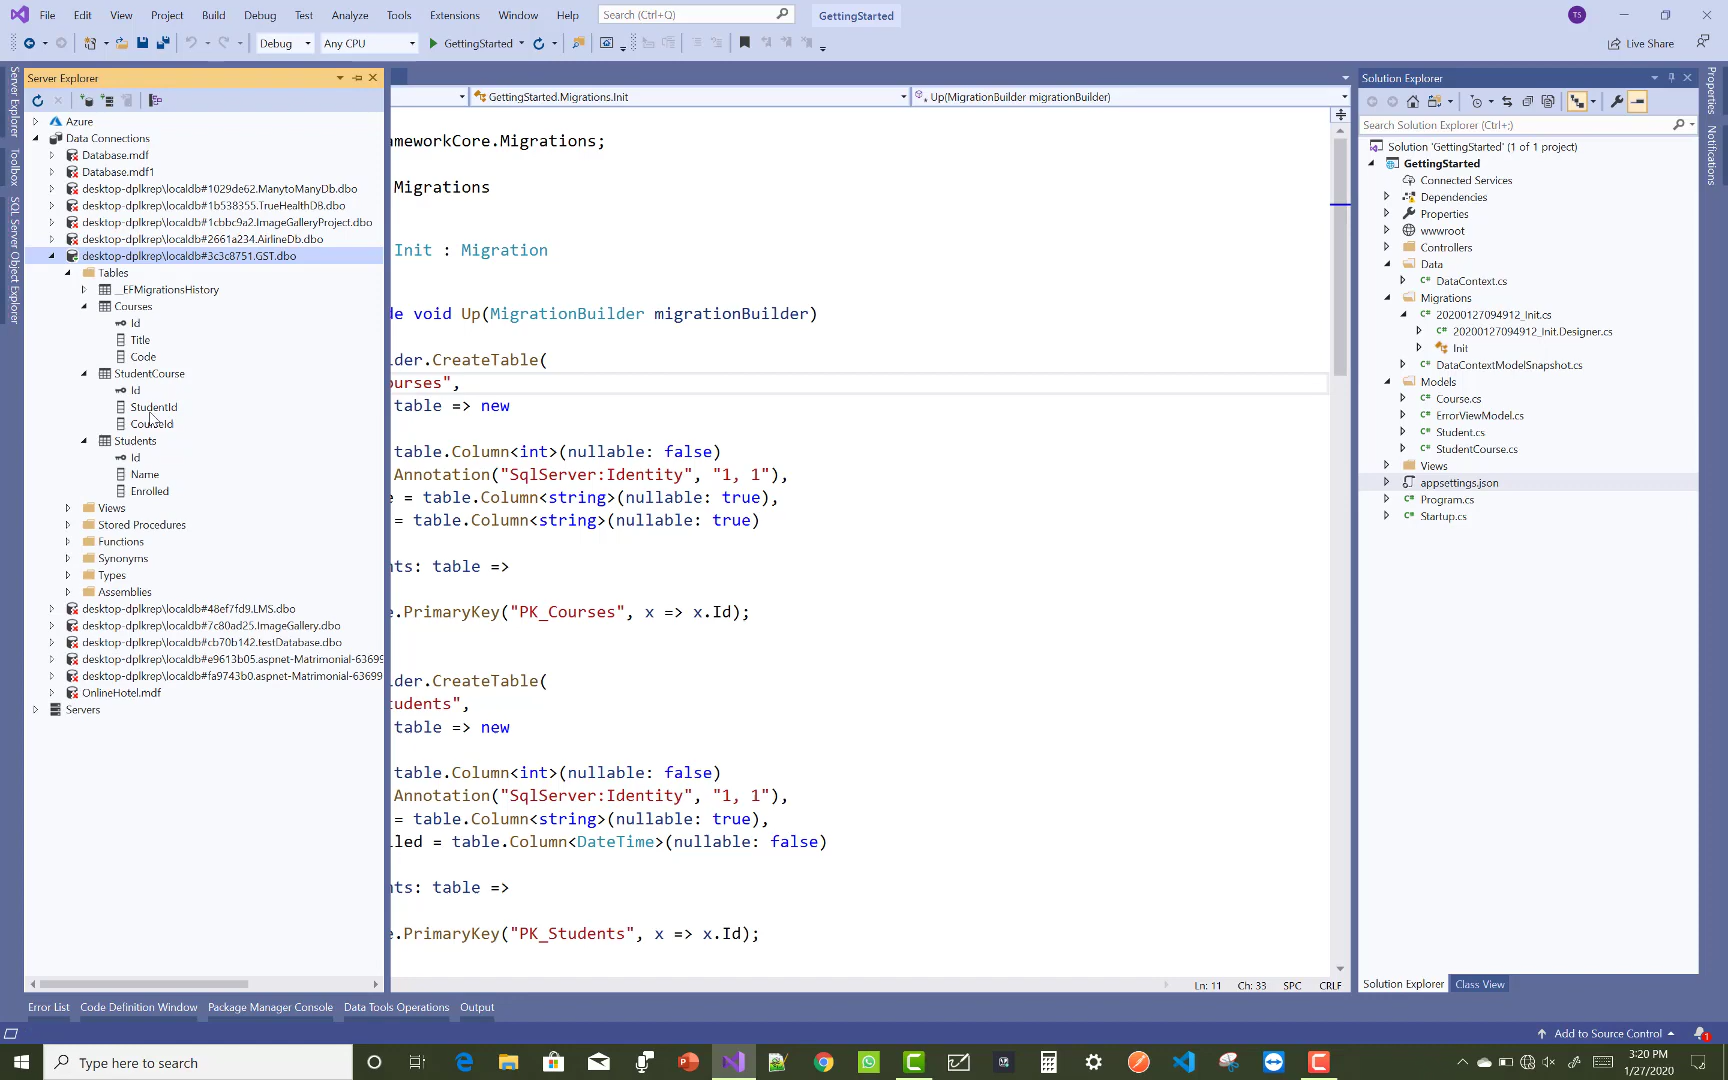 File Edit View Project Build Debug Test Analyze Tools Extensions Window Help Search (Ctrl+Q) GettingStarted TS
Debug Any CPU GettingStarted Live Share
Server Explorer
GettingStarted.Migrations.Init Up(MigrationBuilder migrationBuilder)
Azure
Data Connections
Database.mdf
Database.mdf1
desktop-dplkrep\localdb#1029de62.ManytoManyDb.dbo
desktop-dplkrep\localdb#1b538355.TrueHealthDB.dbo
desktop-dplkrep\localdb#1cbbc9a2.ImageGalleryProject.dbo
desktop-dplkrep\localdb#2661a234.AirlineDb.dbo
desktop-dplkrep\localdb#3c3c8751.GST.dbo
Tables
__EFMigrationsHistory
Courses
Id
Title
Code
StudentCourse
Id
StudentId
CourseId
Students
Id
Name
Enrolled
Views
Stored Procedures
Functions
Synonyms
Types
Assemblies
desktop-dplkrep\localdb#48ef7fd9.LMS.dbo
desktop-dplkrep\localdb#7c80ad25.ImageGallery.dbo
desktop-dplkrep\localdb#cb70b142.testDatabase.dbo
desktop-dplkrep\localdb#e9613b05.aspnet-Matrimonial-63699
desktop-dplkrep\localdb#fa9743b0.aspnet-Matrimonial-63699
OnlineHotel.mdf
Servers
Server Explorer
Toolbox
SQL Server Object Explorer
meworkCore.Migrations;
Migrations
Init : Migration
de void Up(MigrationBuilder migrationBuilder)
lder.CreateTable(
ourses",
table => new
table.Column<int>(nullable: false)
Annotation("SqlServer:Identity", "1, 1"),
e = table.Column<string>(nullable: true),
= table.Column<string>(nullable: true)
nts: table =>
e.PrimaryKey("PK_Courses", x => x.Id);
lder.CreateTable(
tudents",
table => new
table.Column<int>(nullable: false)
Annotation("SqlServer:Identity", "1, 1"),
= table.Column<string>(nullable: true),
lled = table.Column<DateTime>(nullable: false)
nts: table =>
e.PrimaryKey("PK_Students", x => x.Id);
Ln: 11 Ch: 33 SPC CRLF
Solution Explorer
Search Solution Explorer (Ctrl+;)
Solution 'GettingStarted' (1 of 1 project)
GettingStarted
Connected Services
Dependencies
Properties
wwwroot
Controllers
Data
DataContext.cs
Migrations
20200127094912_Init.cs
20200127094912_Init.Designer.cs
Init
DataContextModelSnapshot.cs
Models
Course.cs
ErrorViewModel.cs
Student.cs
StudentCourse.cs
Views
appsettings.json
Program.cs
Startup.cs
Solution Explorer Class View
Properties
Notifications
Error List Code Definition Window Package Manager Console Data Tools Operations Output
Add to Source Control 1
Type here to search
3:20 PM
1/27/2020